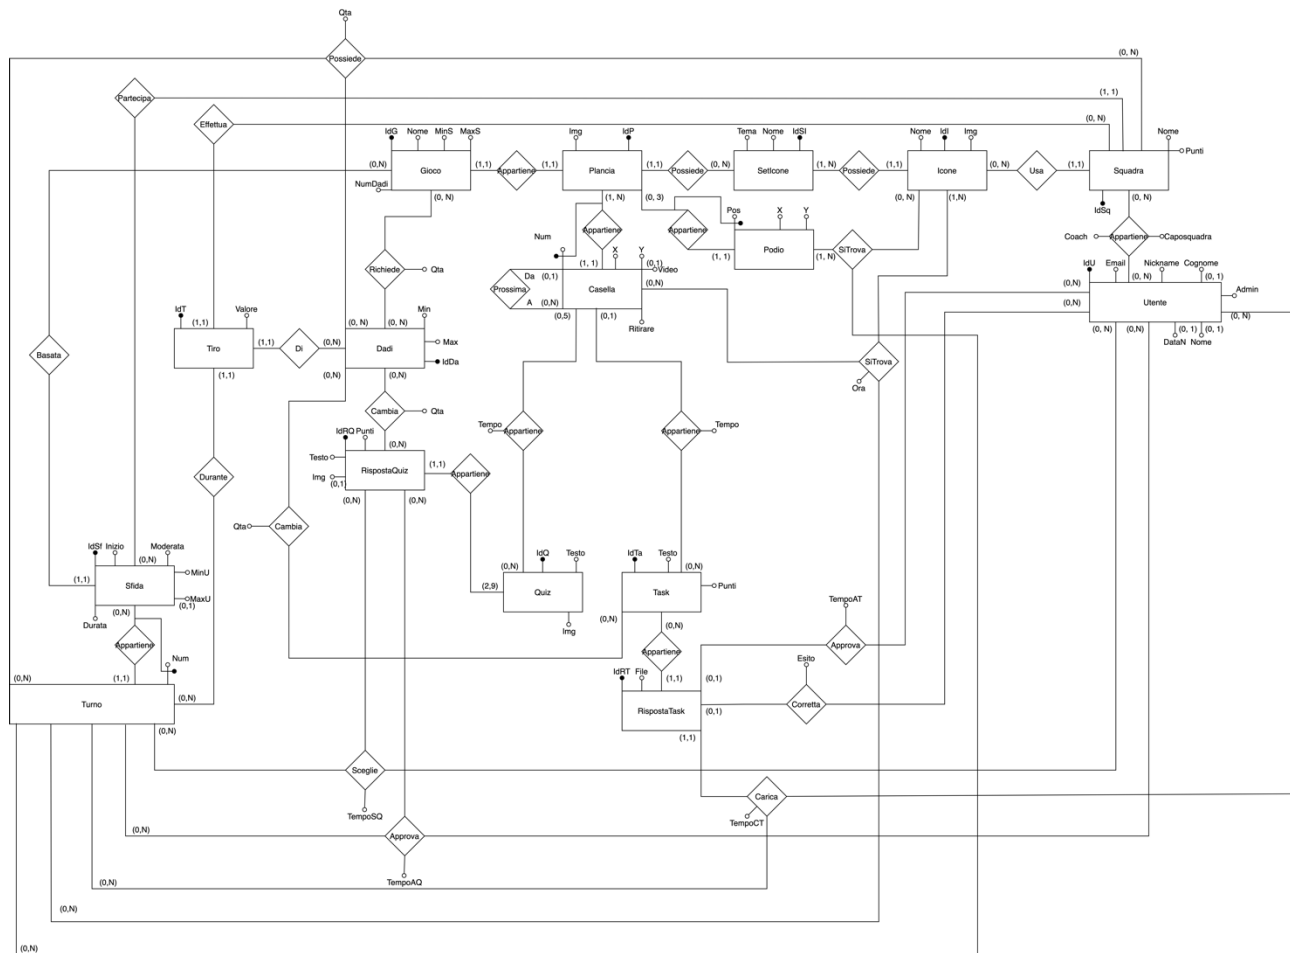 Qta
Possiede
(0, N)
Partecipa
(1, 1)
Effettua
(0, N)
IdG Nome MinS MaxS
Img IdP
Tema Nome IdSI
Nome IdI Img
Nome
Punti
(0,N) Gioco (1,1) Appartiene (1,1) Plancia (1,1) Possiede (0, N) SetIcone (1, N) Possiede (1,1) Icone (0, N) Usa (1,1) Squadra
NumDadi
(0, N)
(1, N) (0, 3)
(0, N) (1,N)
IdSq (0, N)
Pos X Y
Appartiene Appartiene
Podio
(1, 1) (1, N)
SiTrova
Coach Appartiene Caposquadra
Num X Y
Richiede Qta
Da (0,1) (1, 1) (0,1) Video
Prossima Casella (0,N)
A (0,N)
(0,5) (0,1) Ritirare
IdU Email Nickname Cognome
(0, N) (0, 1)
(0,N) Admin
(0,N) Utente (0, N)
(0, N) (0,N) (0, 1) (0, 1)
DataN Nome
IdT Valore
(0, N) (0, N) Min
(1,1) Tiro (1,1) Di (0,N) Dadi Max
IdDa
(1,1) (0,N) (0,N)
Basata
SiTrova
Ora
Cambia Qta
IdRQ Punti (0,N)
Testo
RispostaQuiz (1,1) Appartiene
Img (0,1)
(0,N) (0,N)
Tempo Appartiene
Appartiene Tempo
Durante
Qta Cambia
IdSf Inizio Moderata
(0,N)
(1,1) Sfida MinU
MaxU
(0,1)
(0,N)
Durata
Appartiene
Num
(1,1)
(0,N) IdQ Testo
(2,9) Quiz
Img
IdTa Testo (0,N)
Task Punti
(0,N) (0,N)
Appartiene
IdRT File (1,1)
RispostaTask
(0,1)
(0,1)
(1,1)
TempoAT
Approva
Esito
Corretta
(0,N) (0,N)
Turno
(0,N)
Sceglie
TempoSQ
Carica
TempoCT
(0,N) Approva
TempoAQ
(0,N)
(0,N)
(0,N)